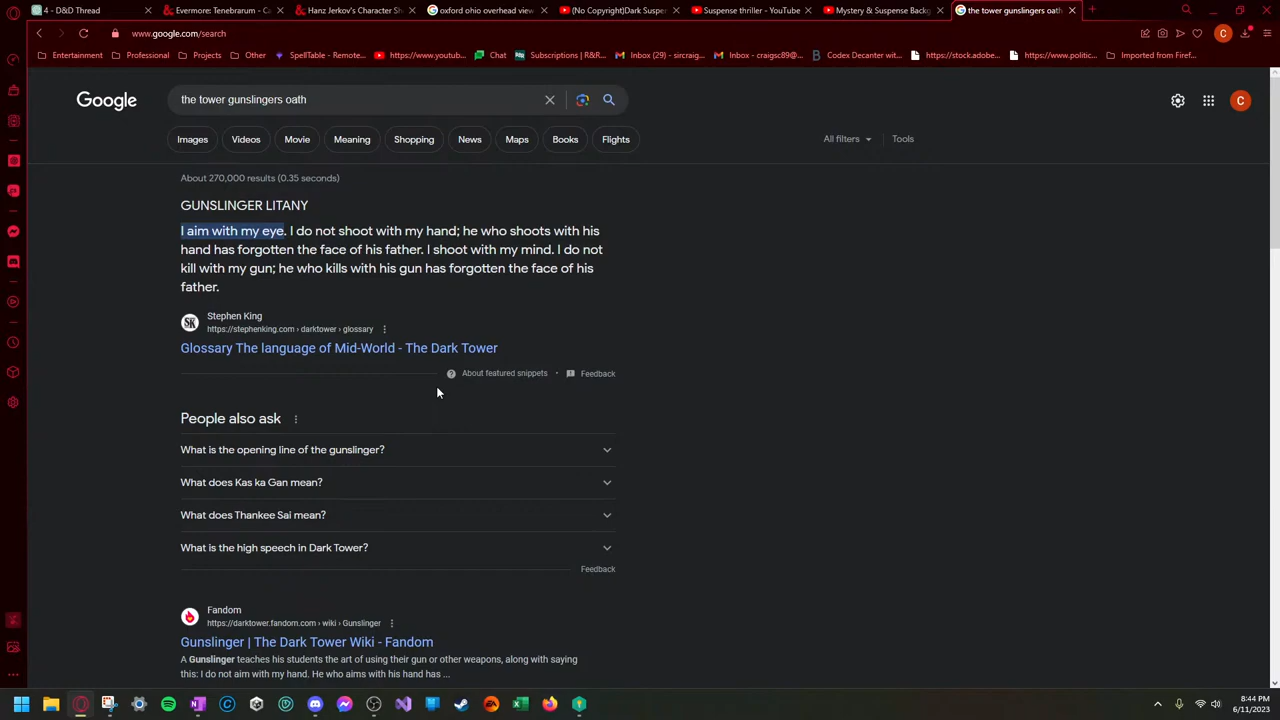 4 - D&D Thread
Evermore: Tenebrarum - Ca
Hanz Jerkov's Character Sh
oxford ohio overhead view
(No Copyright)Dark Suspen
Suspense thriller - YouTube
Mystery & Suspense Backg
the tower gunslingers oath
www.google.com/search
Entertainment
Professional
Projects
Other
SpellTable - Remote...
https://www.youtub...
Chat
Subscriptions | R&R...
Inbox (29) - sircraig...
Inbox - craigsc89@...
Codex Decanter wit...
https://stock.adobe...
https://www.politic...
Imported from Firef...
Google
the tower gunslingers oath
C
Images
Videos
Movie
Meaning
Shopping
News
Maps
Books
Flights
All filters
Tools
About 270,000 results (0.35 seconds)
GUNSLINGER LITANY
I aim with my eye. I do not shoot with my hand; he who shoots with his
hand has forgotten the face of his father. I shoot with my mind. I do not
kill with my gun; he who kills with his gun has forgotten the face of his
father.
SK
Stephen King
https://stephenking.com › darktower › glossary
Glossary The language of Mid-World - The Dark Tower
About featured snippets
•
Feedback
People also ask
What is the opening line of the gunslinger?
What does Kas ka Gan mean?
What does Thankee Sai mean?
What is the high speech in Dark Tower?
Feedback
Fandom
https://darktower.fandom.com › wiki › Gunslinger
Gunslinger | The Dark Tower Wiki - Fandom
A Gunslinger teaches his students the art of using their gun or other weapons, along with saying
this: I do not aim with my hand. He who aims with his hand has ...
8:44 PM
6/11/2023